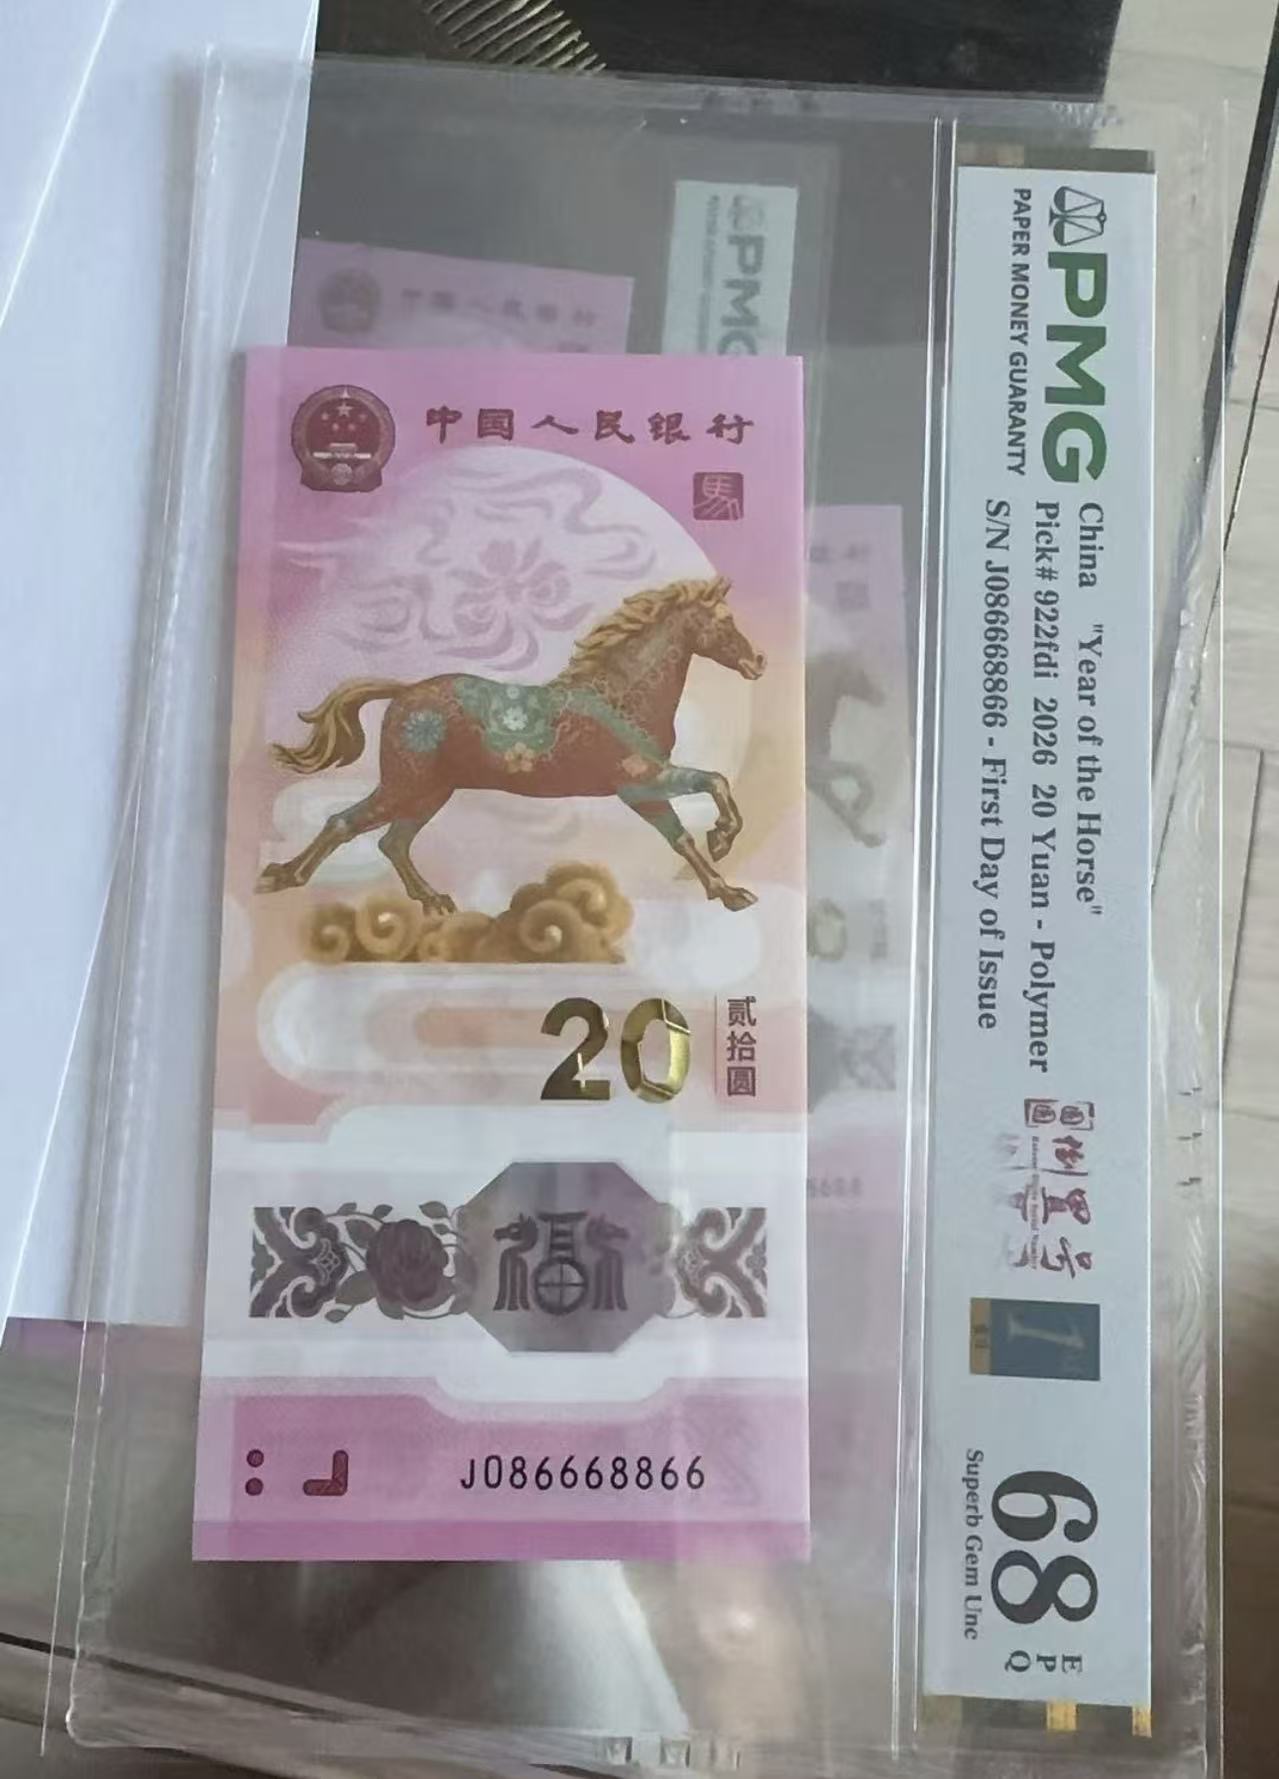 中国人民银行
馬
20
贰拾圆
福
J086668866
PMG
PAPER MONEY GUARANTY
China "Year of the Horse"
Pick# 922fdi 2026 20 Yuan - Polymer
S/N J086668866 - First Day of Issue
1st
68 EPQ
Superb Gem Unc
PMG